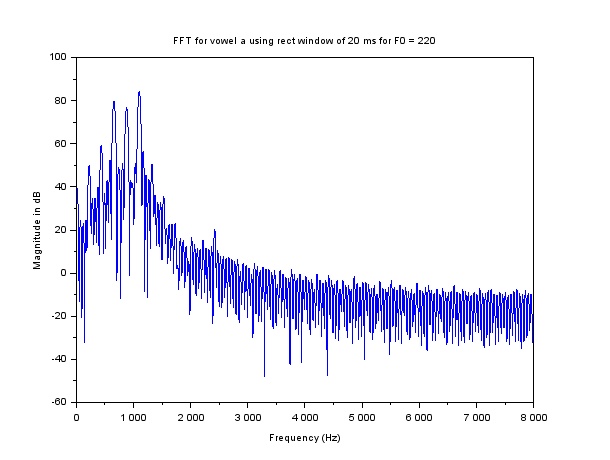 FFT for vowel a using rect window of 20 ms for F0 = 220
100
80
60
40
20
0
-20
-40
-60
Magnitude in dB
0 1 000 2 000 3 000 4 000 5 000 6 000 7 000 8 000
Frequency (Hz)